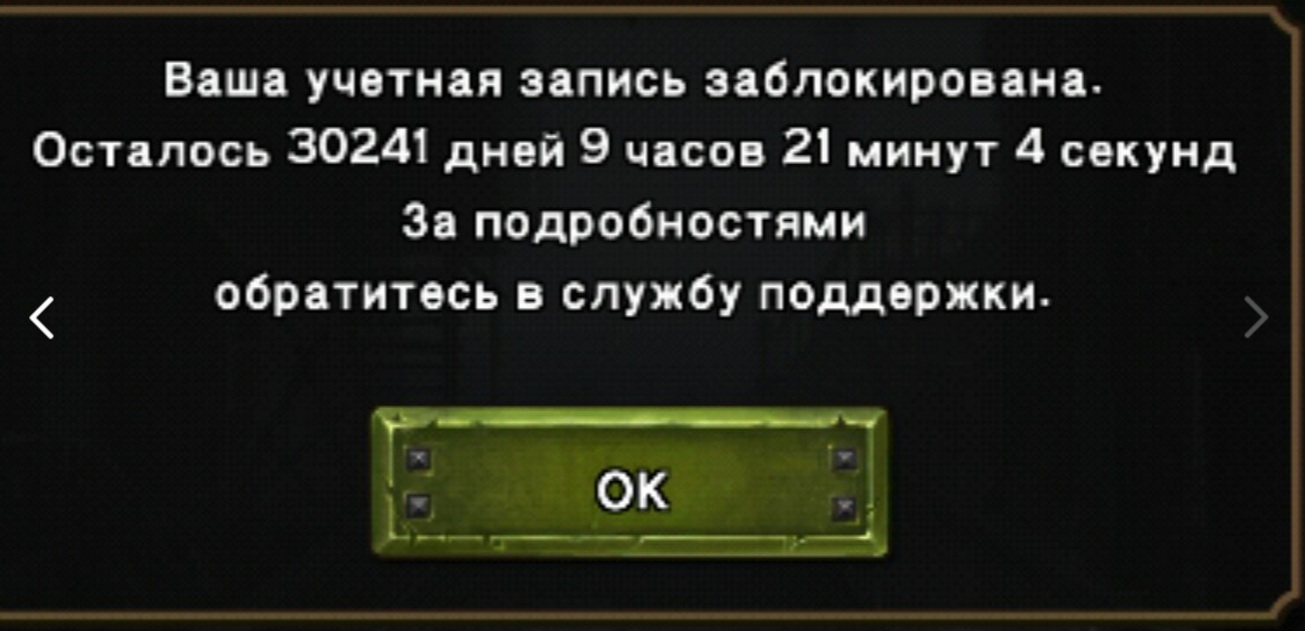 Ваша учетная запись заблокирована.
Осталось 30241 дней 9 часов 21 минут 4 секунд
За подробностями
обратитесь в службу поддержки.
OK